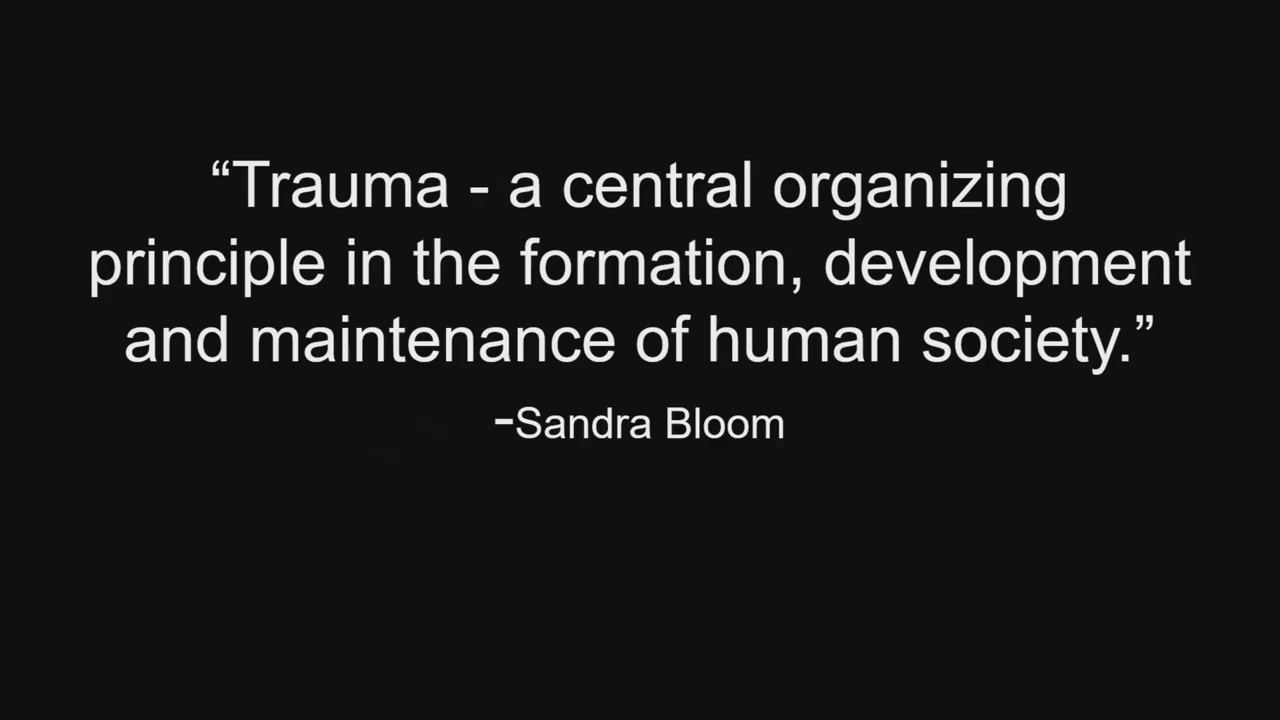 “Trauma - a central organizing
principle in the formation, development
and maintenance of human society.”
-Sandra Bloom